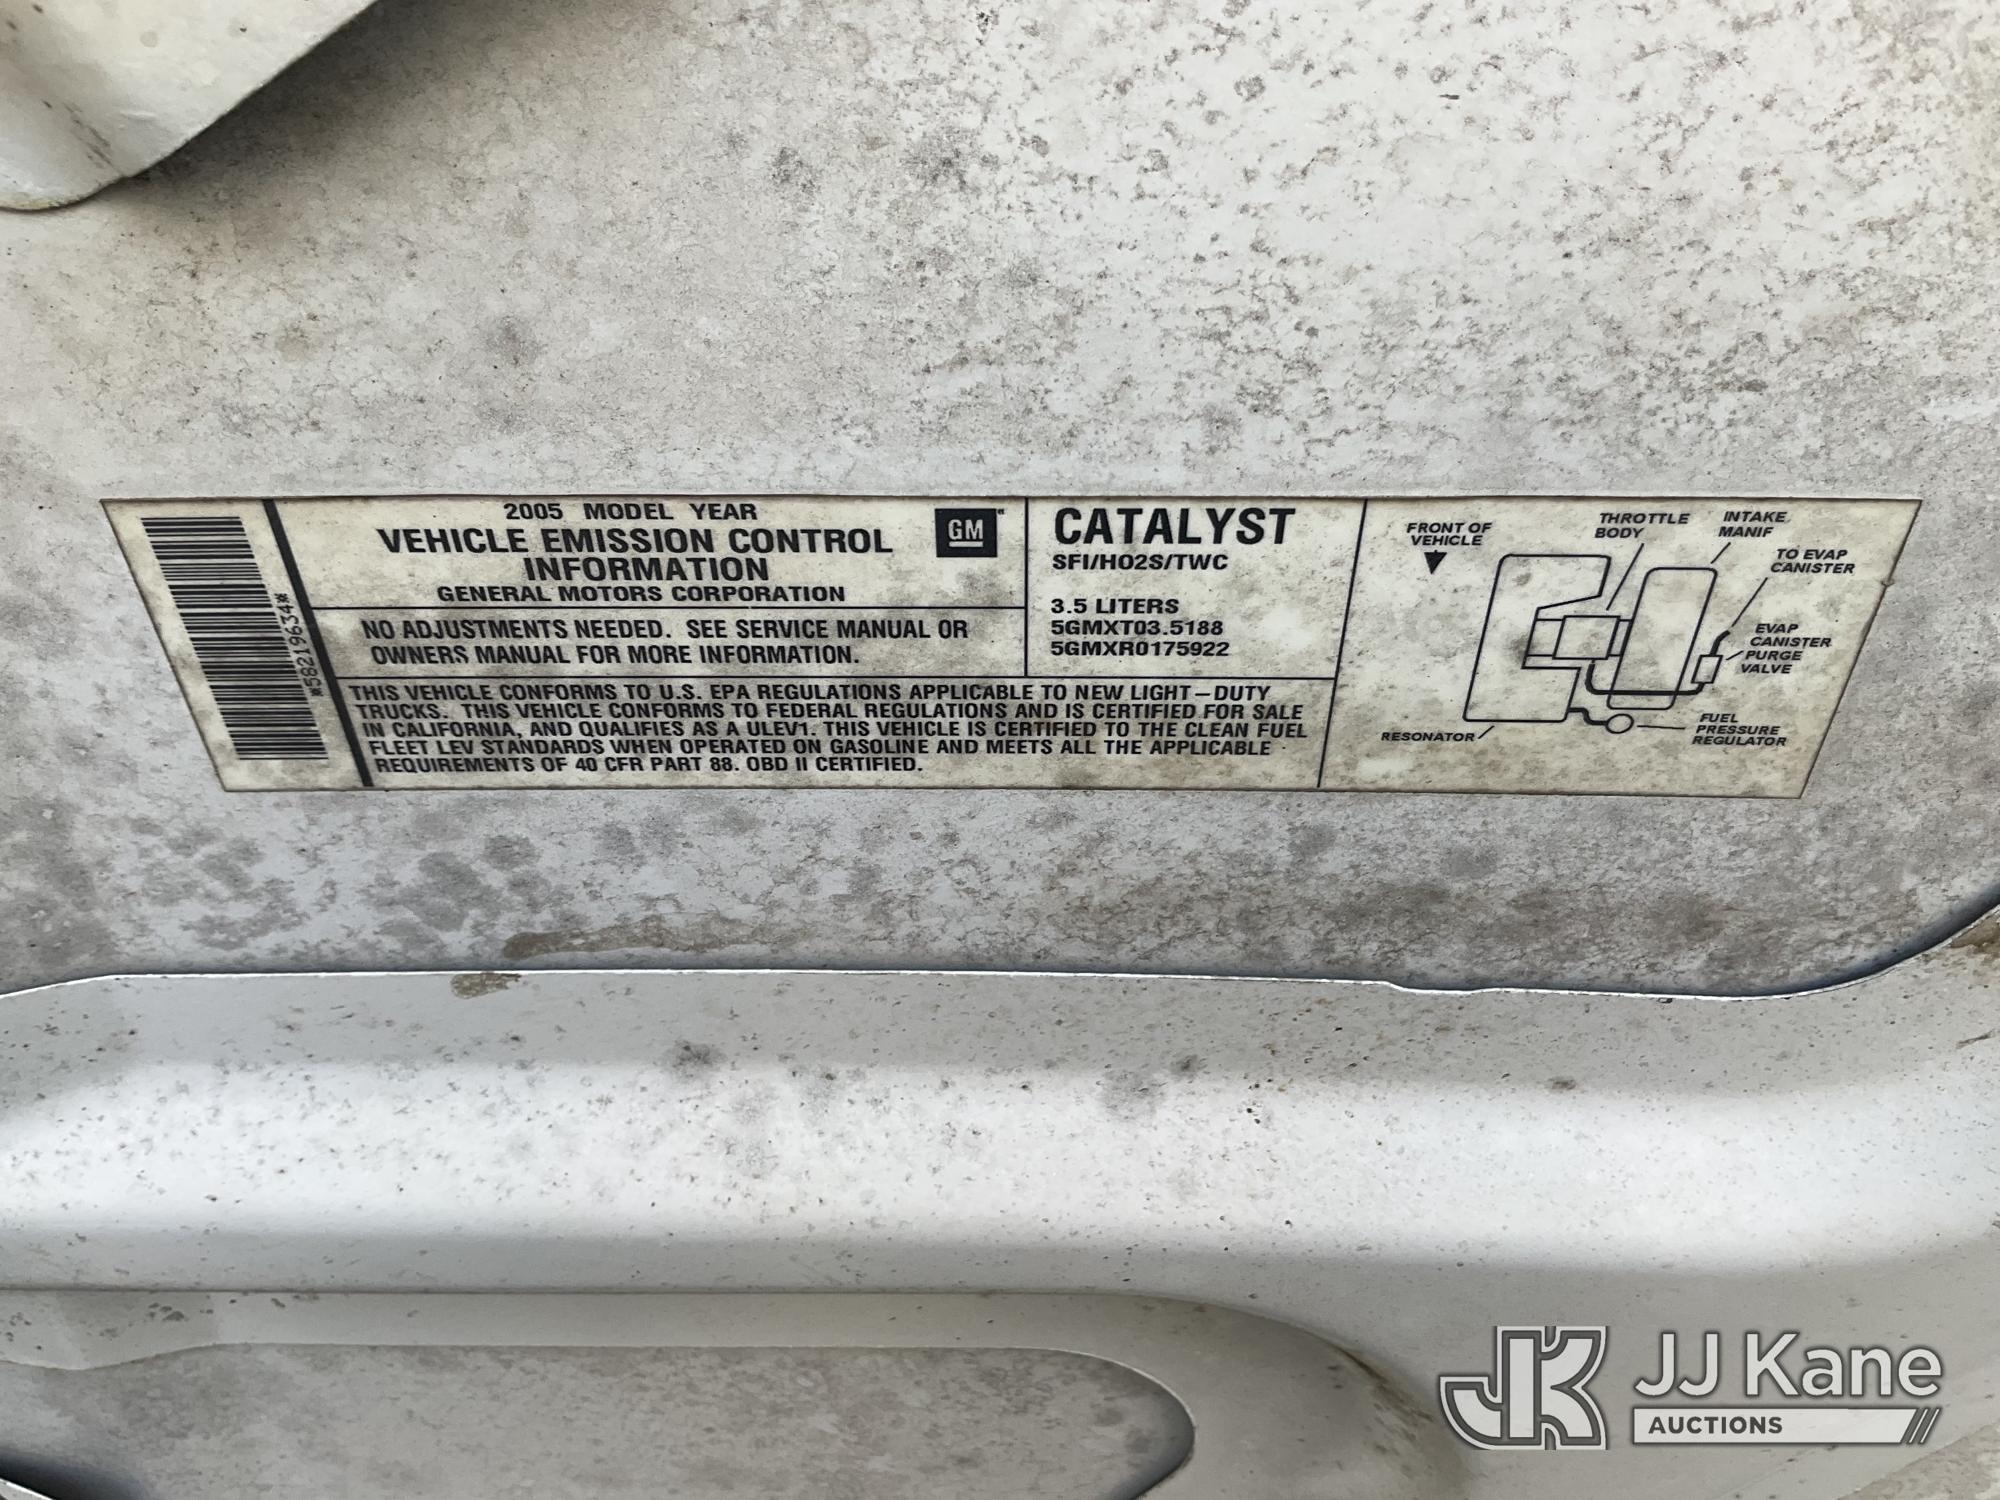 *58219634*
2005 MODEL YEAR
VEHICLE EMISSION CONTROL
INFORMATION
GENERAL MOTORS CORPORATION
GM
NO ADJUSTMENTS NEEDED. SEE SERVICE MANUAL OR
OWNERS MANUAL FOR MORE INFORMATION.
CATALYST
SFI/HO2S/TWC
3.5 LITERS
5GMXT03.5188
5GMXR0175922
THIS VEHICLE CONFORMS TO U.S. EPA REGULATIONS APPLICABLE TO NEW LIGHT-DUTY
TRUCKS. THIS VEHICLE CONFORMS TO FEDERAL REGULATIONS AND IS CERTIFIED FOR SALE
IN CALIFORNIA, AND QUALIFIES AS A ULEV1. THIS VEHICLE IS CERTIFIED TO THE CLEAN FUEL
FLEET LEV STANDARDS WHEN OPERATED ON GASOLINE AND MEETS ALL THE APPLICABLE
REQUIREMENTS OF 40 CFR PART 88. OBD II CERTIFIED.
FRONT OF
VEHICLE
THROTTLE
BODY
INTAKE
MANIF
TO EVAP
CANISTER
EVAP
CANISTER
PURGE
VALVE
FUEL
PRESSURE
REGULATOR
RESONATOR
JK
JJ Kane
AUCTIONS